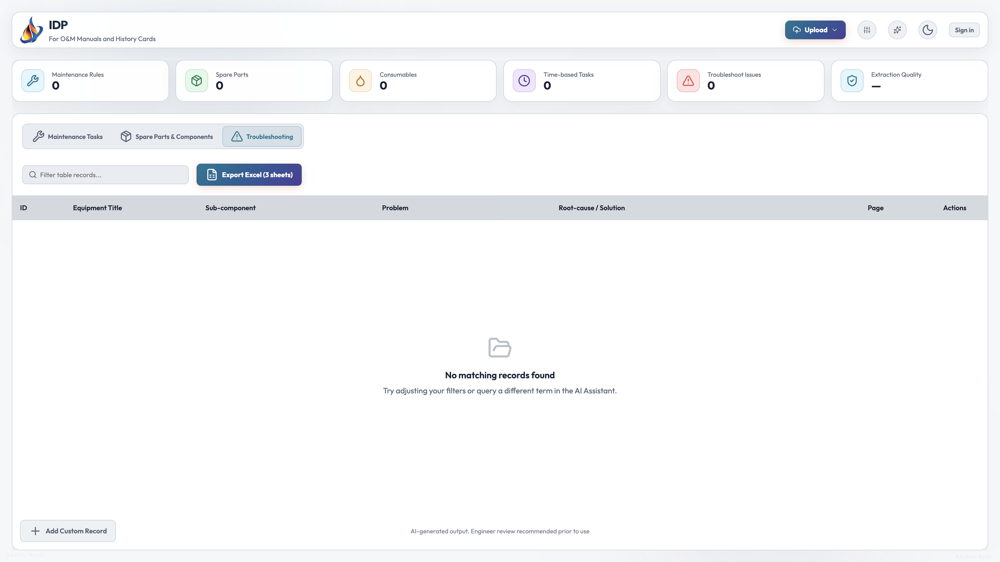 IDP
For O&M Manuals and History Cards
Upload
Sign in
Maintenance Rules
0
Spare Parts
0
Consumables
0
Time-based Tasks
0
Troubleshoot Issues
0
Extraction Quality
—
Maintenance Tasks
Spare Parts & Components
Troubleshooting
Filter table records...
Export Excel (3 sheets)
ID
Equipment Title
Sub-component
Problem
Root-cause / Solution
Page
Actions
No matching records found
Try adjusting your filters or query a different term in the AI Assistant.
Add Custom Record
AI-generated output. Engineer review recommended prior to use
Akshay Ryali
Akshay Ryali